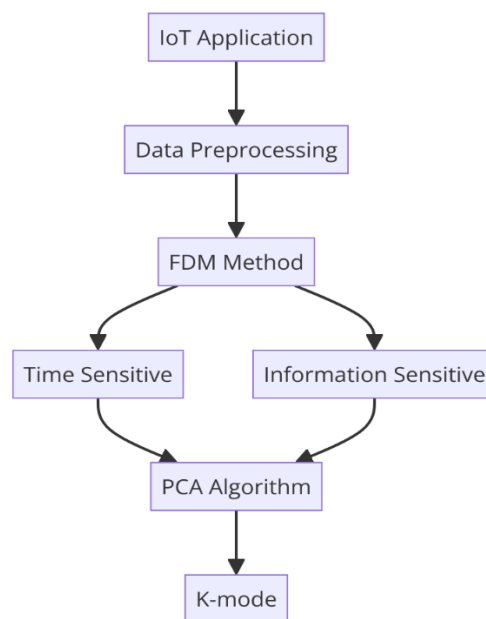 IoT Application
Data Preprocessing
FDM Method
Time Sensitive
Information Sensitive
PCA Algorithm
K-mode